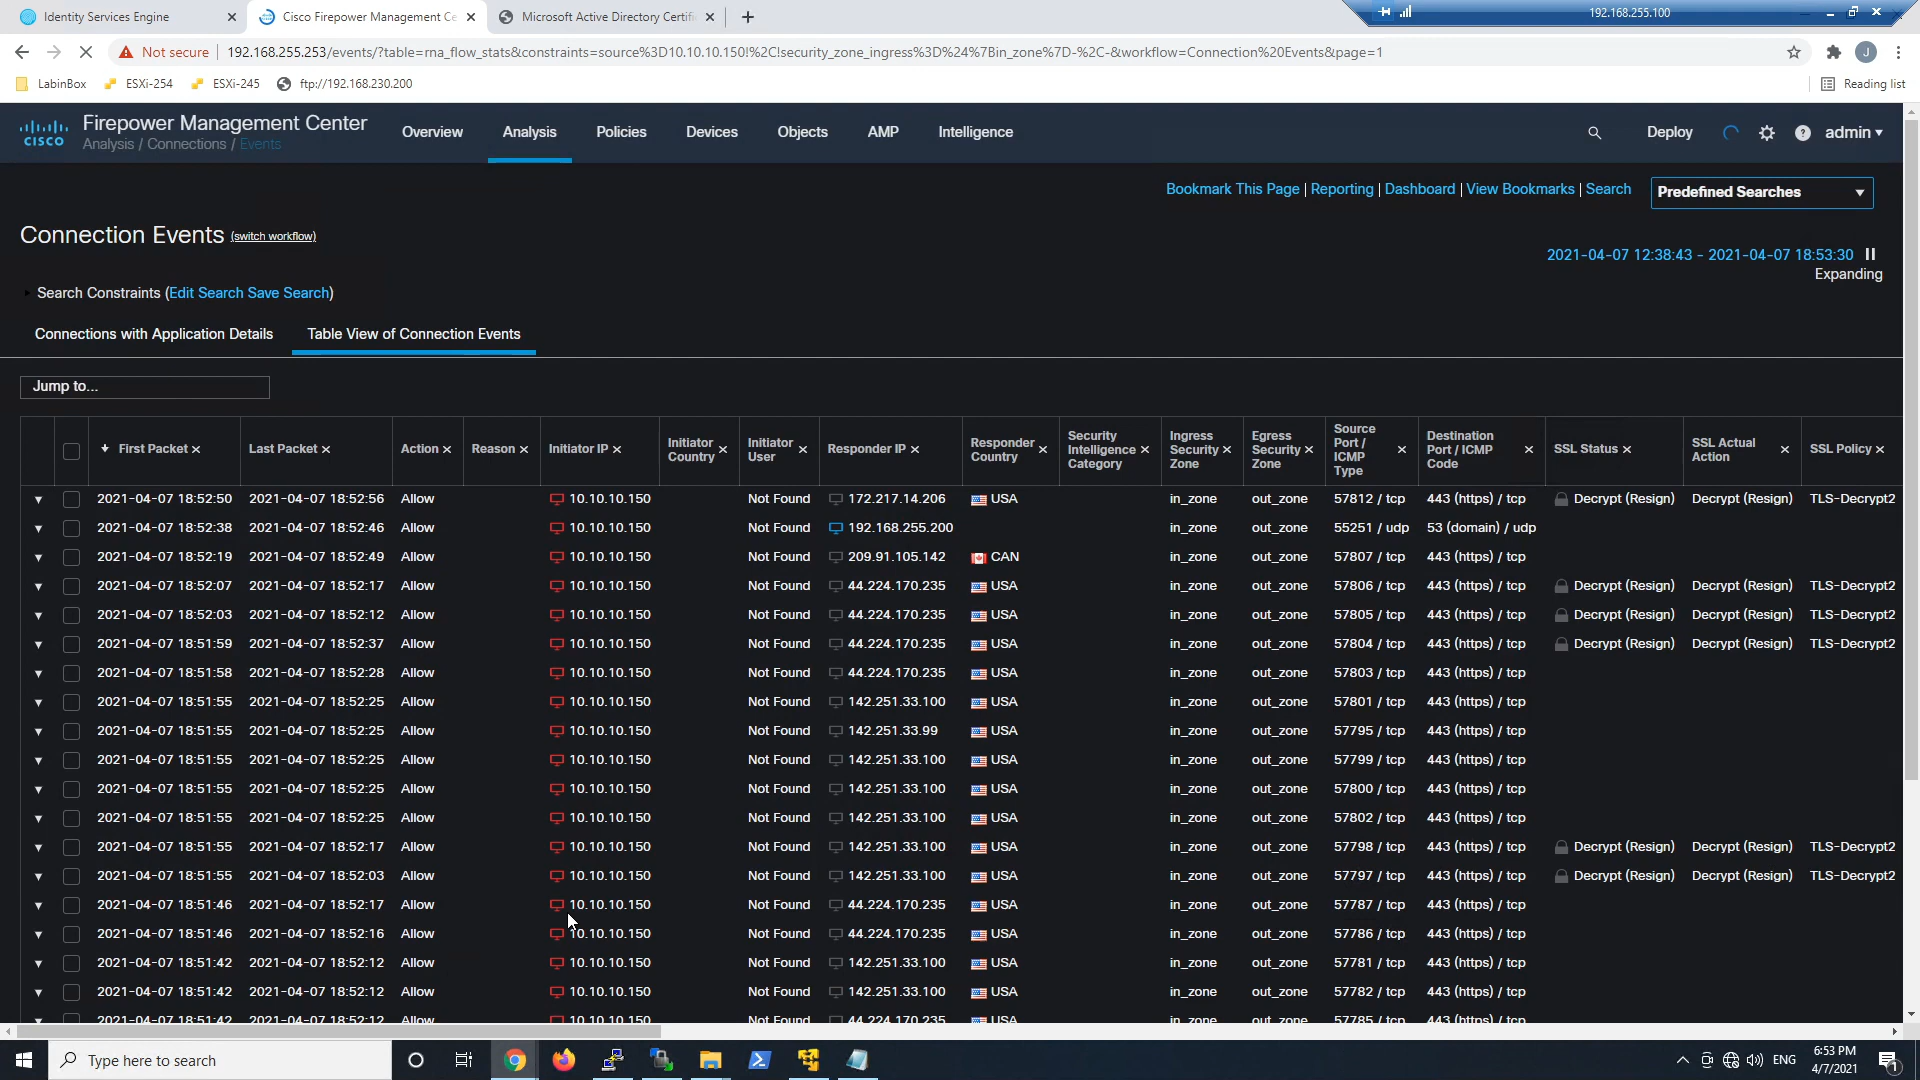 Identity Services Engine
Cisco Firepower Management Ce
Microsoft Active Directory Certifi
192.168.255.100
Not secure
192.168.255.253/events/?table=rna_flow_stats&constraints=source%3D10.10.10.150!%2C!security_zone_ingress%3D%24%7Bin_zone%7D-%2C-&workflow=Connection%20Events&page=1
J
LabinBox
ESXi-254
ESXi-245
ftp://192.168.230.200
Reading list
CISCO
Firepower Management Center
Analysis / Connections / Events
Overview
Analysis
Policies
Devices
Objects
AMP
Intelligence
Deploy
admin
Bookmark This Page | Reporting | Dashboard | View Bookmarks | Search
Predefined Searches
Connection Events (switch workflow)
2021-04-07 12:38:43 - 2021-04-07 18:53:30
Expanding
Search Constraints (Edit Search Save Search)
Connections with Application Details
Table View of Connection Events
Jump to...
First Packet Last Packet Action Reason Initiator IP Initiator Country Initiator User Responder IP Responder Country Security Intelligence Category Ingress Security Zone Egress Security Zone Source Port / ICMP Type Destination Port / ICMP Code SSL Status SSL Actual Action SSL Policy
2021-04-07 18:52:50 2021-04-07 18:52:56 Allow 10.10.10.150 Not Found 172.217.14.206 USA in_zone out_zone 57812 / tcp 443 (https) / tcp Decrypt (Resign) Decrypt (Resign) TLS-Decrypt2
2021-04-07 18:52:38 2021-04-07 18:52:46 Allow 10.10.10.150 Not Found 192.168.255.200 in_zone out_zone 55251 / udp 53 (domain) / udp
2021-04-07 18:52:19 2021-04-07 18:52:49 Allow 10.10.10.150 Not Found 209.91.105.142 CAN in_zone out_zone 57807 / tcp 443 (https) / tcp
2021-04-07 18:52:07 2021-04-07 18:52:17 Allow 10.10.10.150 Not Found 44.224.170.235 USA in_zone out_zone 57806 / tcp 443 (https) / tcp Decrypt (Resign) Decrypt (Resign) TLS-Decrypt2
2021-04-07 18:52:03 2021-04-07 18:52:12 Allow 10.10.10.150 Not Found 44.224.170.235 USA in_zone out_zone 57805 / tcp 443 (https) / tcp Decrypt (Resign) Decrypt (Resign) TLS-Decrypt2
2021-04-07 18:51:59 2021-04-07 18:52:37 Allow 10.10.10.150 Not Found 44.224.170.235 USA in_zone out_zone 57804 / tcp 443 (https) / tcp Decrypt (Resign) Decrypt (Resign) TLS-Decrypt2
2021-04-07 18:51:58 2021-04-07 18:52:28 Allow 10.10.10.150 Not Found 44.224.170.235 USA in_zone out_zone 57803 / tcp 443 (https) / tcp
2021-04-07 18:51:55 2021-04-07 18:52:25 Allow 10.10.10.150 Not Found 142.251.33.100 USA in_zone out_zone 57801 / tcp 443 (https) / tcp
2021-04-07 18:51:55 2021-04-07 18:52:25 Allow 10.10.10.150 Not Found 142.251.33.99 USA in_zone out_zone 57795 / tcp 443 (https) / tcp
2021-04-07 18:51:55 2021-04-07 18:52:25 Allow 10.10.10.150 Not Found 142.251.33.100 USA in_zone out_zone 57799 / tcp 443 (https) / tcp
2021-04-07 18:51:55 2021-04-07 18:52:25 Allow 10.10.10.150 Not Found 142.251.33.100 USA in_zone out_zone 57800 / tcp 443 (https) / tcp
2021-04-07 18:51:55 2021-04-07 18:52:25 Allow 10.10.10.150 Not Found 142.251.33.100 USA in_zone out_zone 57802 / tcp 443 (https) / tcp
2021-04-07 18:51:55 2021-04-07 18:52:17 Allow 10.10.10.150 Not Found 142.251.33.100 USA in_zone out_zone 57798 / tcp 443 (https) / tcp Decrypt (Resign) Decrypt (Resign) TLS-Decrypt2
2021-04-07 18:51:55 2021-04-07 18:52:03 Allow 10.10.10.150 Not Found 142.251.33.100 USA in_zone out_zone 57797 / tcp 443 (https) / tcp Decrypt (Resign) Decrypt (Resign) TLS-Decrypt2
2021-04-07 18:51:46 2021-04-07 18:52:17 Allow 10.10.10.150 Not Found 44.224.170.235 USA in_zone out_zone 57787 / tcp 443 (https) / tcp
2021-04-07 18:51:46 2021-04-07 18:52:16 Allow 10.10.10.150 Not Found 44.224.170.235 USA in_zone out_zone 57786 / tcp 443 (https) / tcp
2021-04-07 18:51:42 2021-04-07 18:52:12 Allow 10.10.10.150 Not Found 142.251.33.100 USA in_zone out_zone 57781 / tcp 443 (https) / tcp
2021-04-07 18:51:42 2021-04-07 18:52:12 Allow 10.10.10.150 Not Found 142.251.33.100 USA in_zone out_zone 57782 / tcp 443 (https) / tcp
2021-04-07 18:51:42 2021-04-07 18:52:12 Allow 10.10.10.150 Not Found 44.224.170.235 USA in_zone out_zone 57785 / tcp 443 (https) / tcp
Type here to search
ENG
6:53 PM
4/7/2021
1